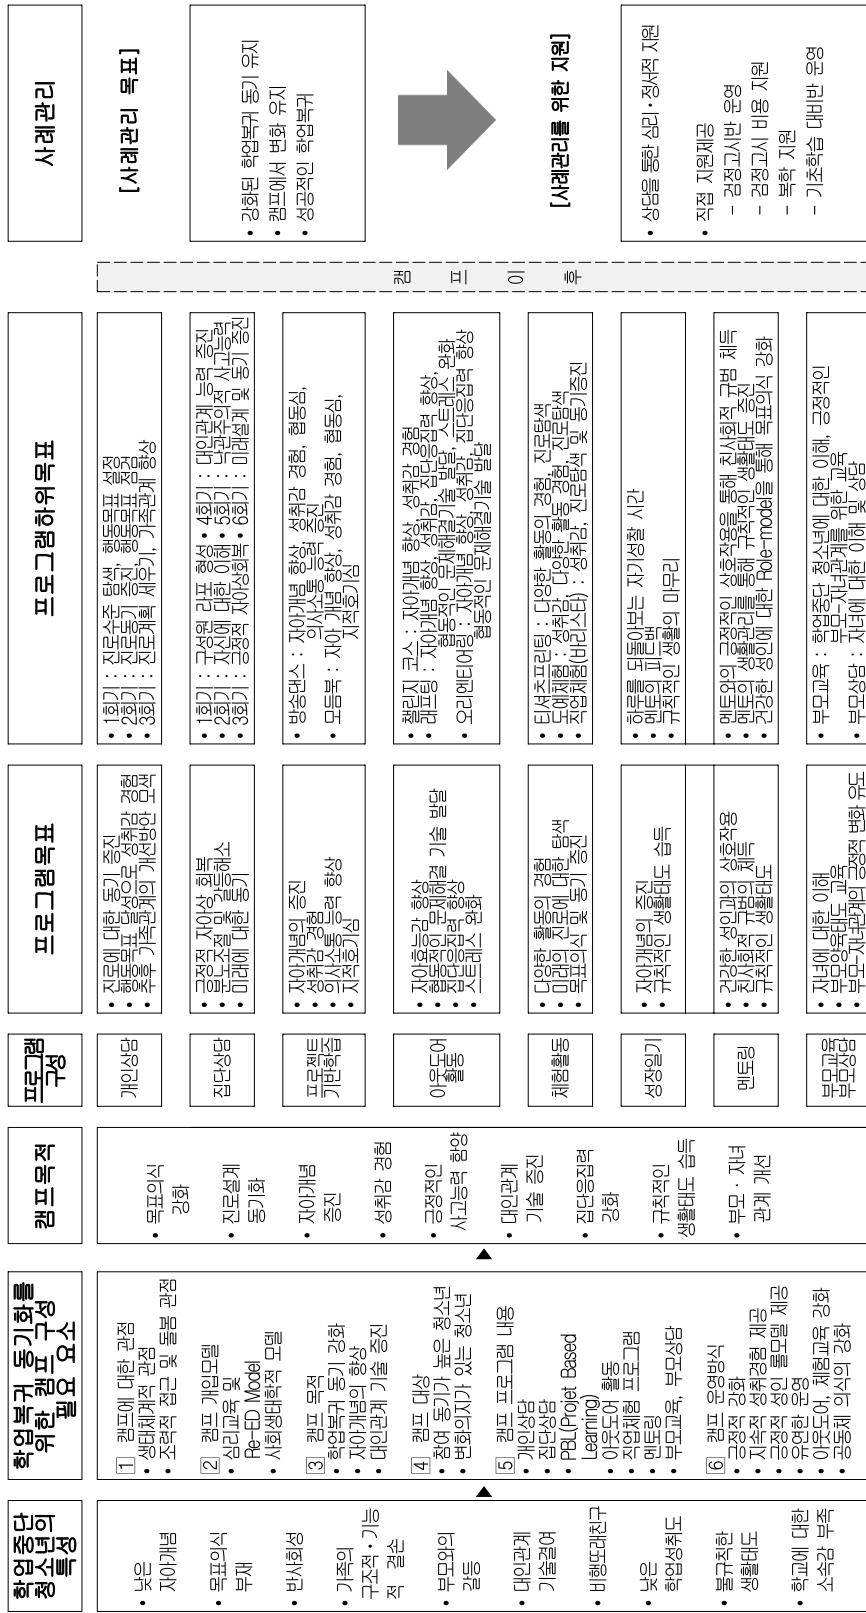 학업중단
청소년의
특성
• 낮은
자아개념
• 목표의식
부재
• 반사회성
• 가족의
구조적・기능
적 결손
• 부모와의
갈등
• 대인관계
기술결여
• 비행또래친구
• 낮은
학업성취도
• 불규칙한
생활태도
• 학교에 대한
소속감 부족
학업복귀 동기화를
위한 캠프 구성
필요 요소
1 캠프에 대한 관점
• 생태체계적 관점
• 조력적 접근 및 돌봄 관점
2 캠프 개입모델
• 심리교육 및
Re-ED Model
• 사회생태학적 모델
3 캠프 목적
• 학업복귀 동기 강화
• 자아개념의 향상
• 대인관계 기술 증진
4 캠프 대상
• 참여 동기가 높은 청소년
• 변화의지가 있는 청소년
5 캠프 프로그램 내용
• 개인상담
• 집단상담
• PBL(Projet Based
Learning)
• 아웃도어 활동
• 직업체험 프로그램
• 멘토링
• 부모교육, 부모상담
6 캠프 운영방식
• 긍정적 강화
• 지속적 성취경험 제공
• 긍정적 성인 롤모델 제공
• 유연한 운영
• 아웃도어, 체험교육 강화
• 공동체 의식의 강화
캠프목적
• 목표의식
강화
• 진로설계
동기화
• 자아개념
증진
• 성취감 경험
• 긍정적인
사고능력 함양
• 대인관계
기술 증진
• 집단응집력
강화
• 규칙적인
생활태도 습득
• 부모・자녀
관계 개선
프로그램
구성
개인상담
집단상담
프로젝트
기반학습
아웃도어
활동
체험활동
성장일기
멘토링
부모교육
부모상담
프로그램목표
• 진로에 대한 동기 증진
• 행동목표 달성으로 성취감 경험
• 추후 가족관계의 개선방안 모색
• 긍정적 자아상 회복
• 분노조절 및 갈등해소
• 미래에 대한 동기
• 자아개념의 증진
• 성취감 경험
• 의사소통 능력 향상
• 지적호기심
• 자아효능감 향상
• 협동적인 문제해결 기술 발달
• 집단응집력 향상
• 스트레스 완화
• 다양한 활동의 경험
• 미래의 진로에 대한 탐색
• 목표의식 및 동기 증진
• 자아개념의 증진
• 규칙적인 생활태도 습득
• 건강한 성인과의 상호작용
• 친사회적 규범의 체득
• 규칙적인 생활태도
• 자녀에 대한 이해
• 부모양육태도 교육
• 부모-자녀관계의 긍정적 변화 유도
프로그램하위목표
• 1회기 : 진로수준 탐색, 행동목표 설정
• 2회기 : 진로동기 증진, 행동목표 점검
• 3회기 : 진로계획 세우기, 가족관계 향상
• 1회기 : 구성원 라포 형성 • 4회기 : 대인관계 능력 증진
• 2회기 : 자신에 대한 이해 • 5회기 : 낙관주의적 사고능력
• 3회기 : 긍정적 자아상회복 • 6회기 : 미래설계 및 동기 증진
• 방송댄스 : 자아개념 향상, 성취감 경험, 협동심,
의사소통 능력 증진
• 모듬북 : 자아 개념 향상, 성취감 경험, 협동심,
지적호기심
• 챌린지 코스 : 자아개념 향상, 성취감 경험
• 래프팅 : 자아개념 향상, 성취감, 집단응집력 향상,
협동적인 문제해결기술 발달, 스트레스 완화
• 오리엔티어링 : 자아개념 향상, 성취감, 집단응집력 향상
협동적인 문제해결기술 발달
• 티셔츠프린팅 : 다양한 활동의 경험, 진로탐색
• 도예체험 : 성취감, 다양한 활동 경험, 진로탐색
• 직업체험(바리스타) : 성취감, 진로탐색 및 동기증진
• 하루를 되돌아보는 자기성찰 시간
• 멘토의 피드백
• 규칙적인 생활의 마무리
• 멘토와의 긍정적인 상호작용을 통해 친사회적 규범 체득
• 멘토의 생활관리를 통해 규칙적인 생활태도 증진
• 건강한 성인에 대한 Role-model을 통해 목표의식 강화
• 부모교육 : 학업중단 청소년에 대한 이해, 긍정적인
부모-자녀관계를 위한 교육
• 부모상담 : 자녀에 대한 이해 및 상담
캠프이후
사례관리
[사례관리 목표]
• 강화된 학업복귀 동기 유지
• 캠프에서 변화 유지
• 성공적인 학업복귀
[사례관리를 위한 지원]
• 상담을 통한 심리・정서적 지원
• 직접 지원제공
- 검정고시반 운영
- 검정고시 비용 지원
- 복학 지원
- 기초학습 대비반 운영